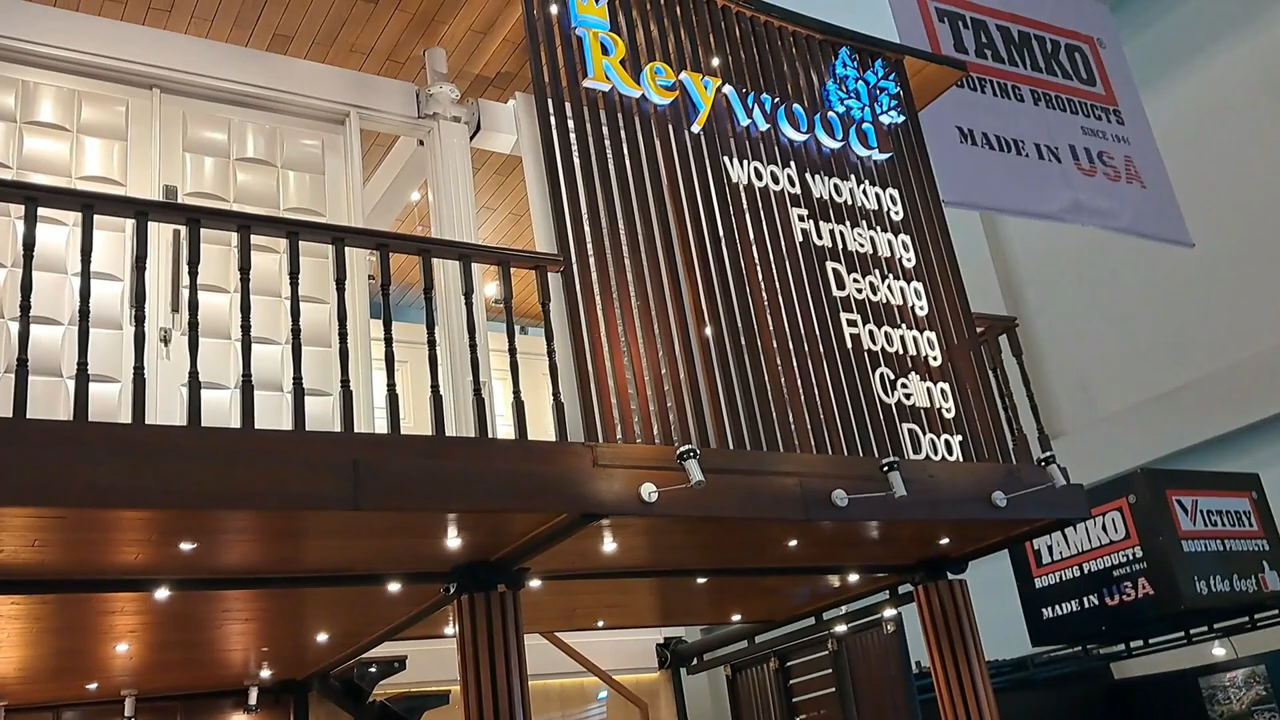 Reywood
wood working
Furnishing
Decking
Flooring
Ceiling
Door
TAMKO®
ROOFING PRODUCTS
SINCE 1944
MADE IN USA
TAMKO®
ROOFING PRODUCTS
SINCE 1944
MADE IN USA
VICTORY®
ROOFING PRODUCTS
is the best